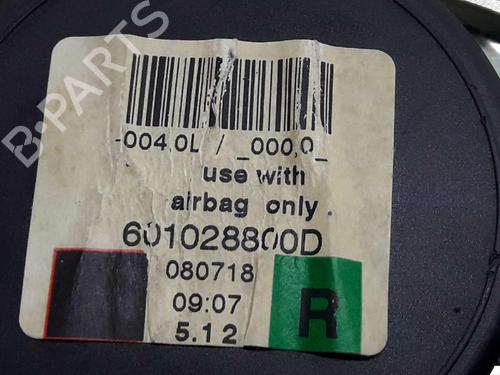 B-PARTS
-004,0L / _000,0_
use with
airbag only.
601028800D
080718
09:07
5.12
R